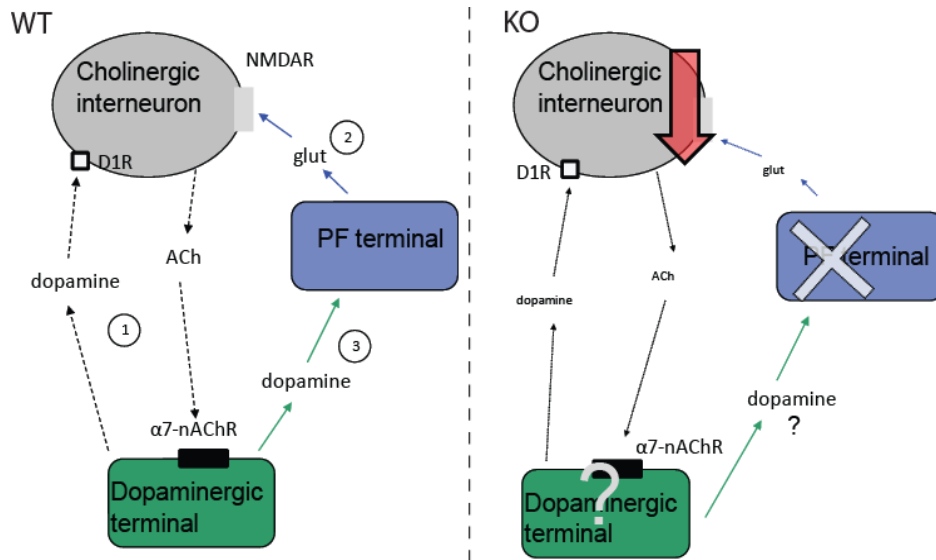 WT
Cholinergic
interneuron
NMDAR
D1R
glut
2
PF terminal
ACh
dopamine
1
3
dopamine
α7-nAChR
Dopaminergic
terminal
KO
Cholinergic
interneuron
D1R
glut
PF terminal
ACh
dopamine
dopamine
?
α7-nAChR
?
Dopaminergic
terminal